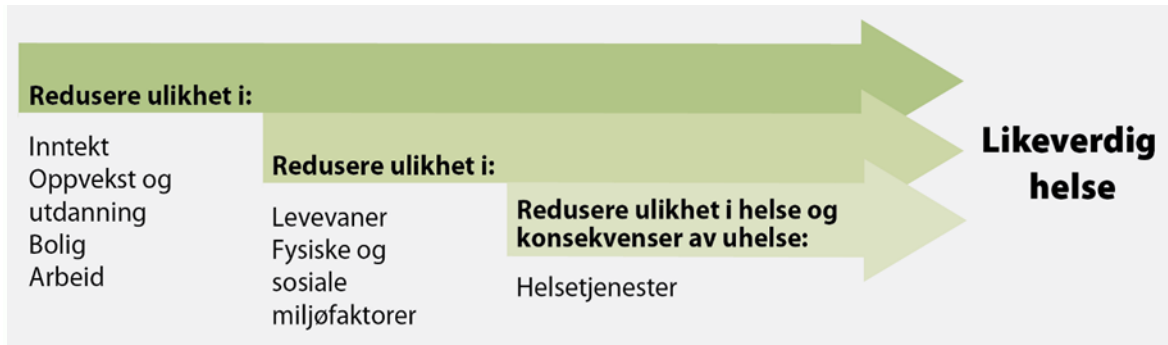 Redusere ulikhet i:
Inntekt
Oppvekst og
utdanning
Bolig
Arbeid
Redusere ulikhet i:
Levevaner
Fysiske og
sosiale
miljøfaktorer
Redusere ulikhet i helse og
konsekvenser av uhelse:
Helsetjenester
Likeverdig
helse